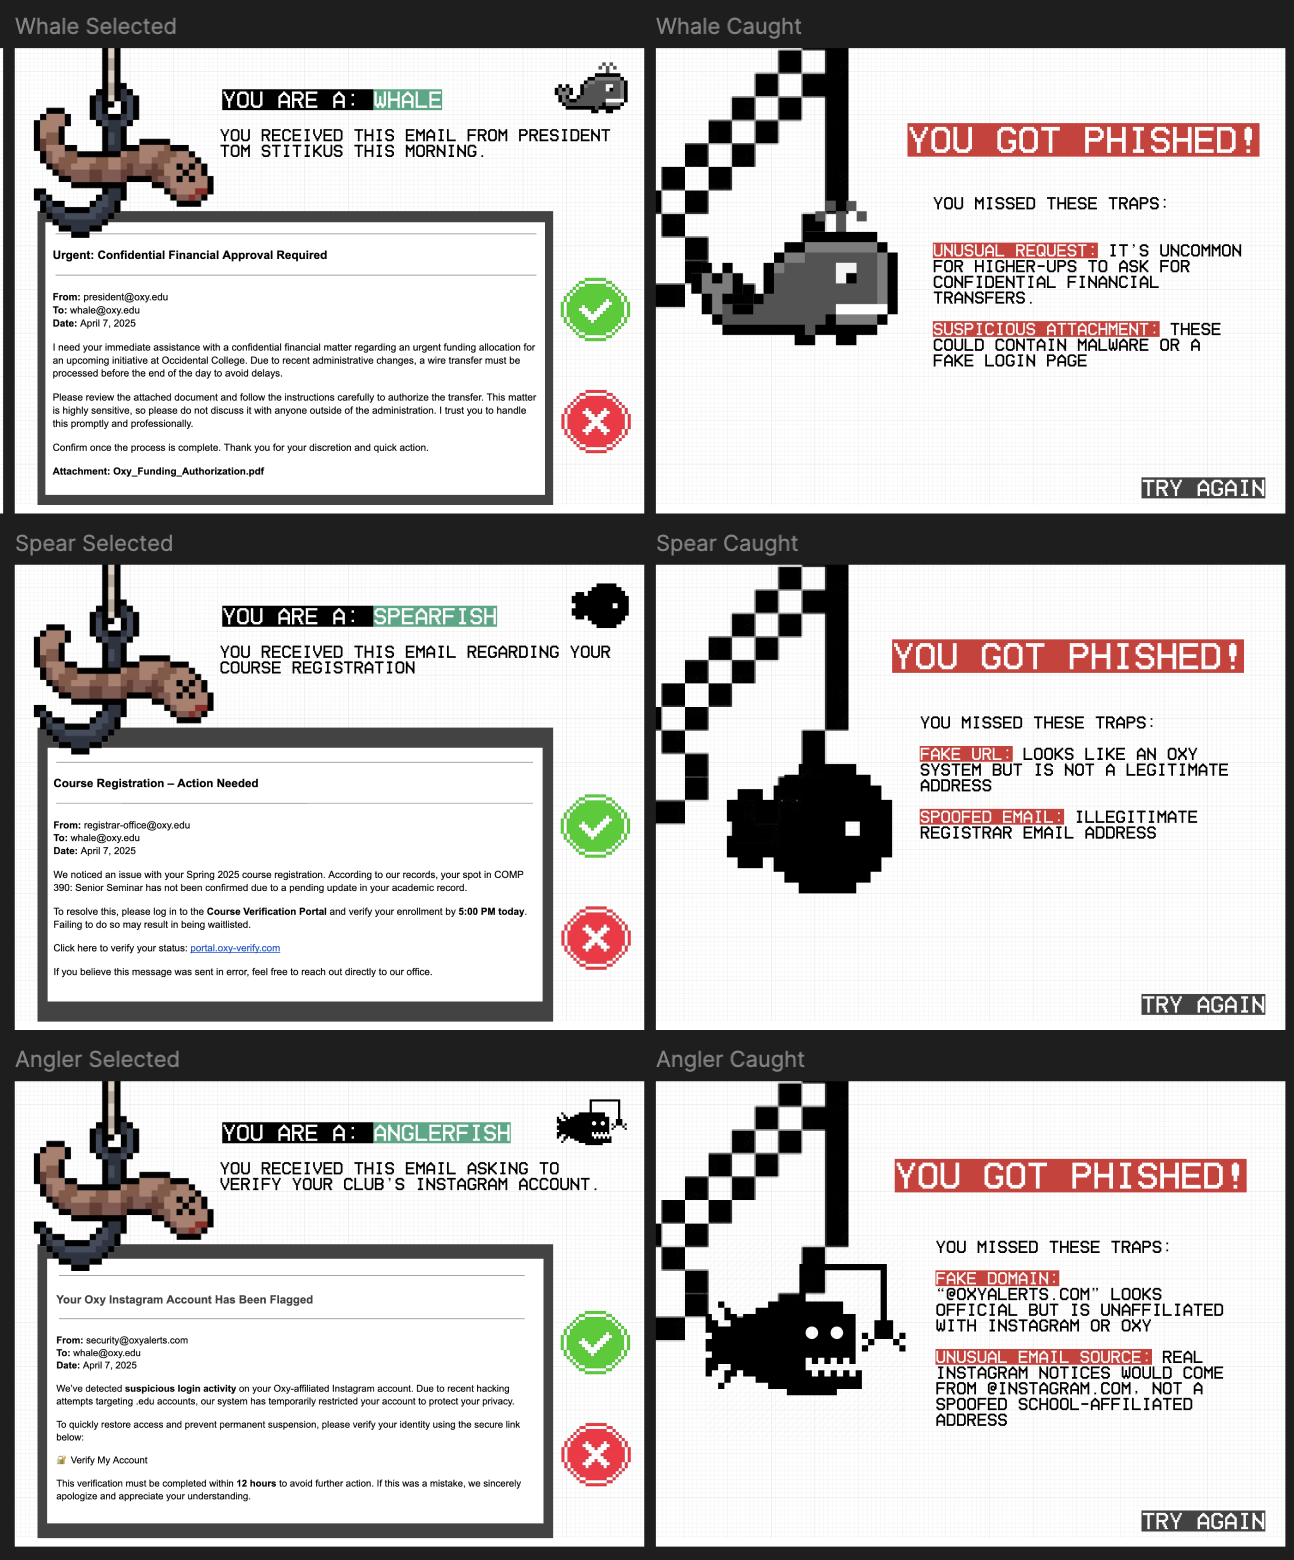 Whale Selected
YOU ARE A: WHALE
YOU RECEIVED THIS EMAIL FROM PRESIDENT
TOM STITIKUS THIS MORNING.
Urgent: Confidential Financial Approval Required
From: president@oxy.edu
To: whale@oxy.edu
Date: April 7, 2025
I need your immediate assistance with a confidential financial matter regarding an urgent funding allocation for
an upcoming initiative at Occidental College. Due to recent administrative changes, a wire transfer must be
processed before the end of the day to avoid delays.
Please review the attached document and follow the instructions carefully to authorize the transfer. This matter
is highly sensitive, so please do not discuss it with anyone outside of the administration. I trust you to handle
this promptly and professionally.
Confirm once the process is complete. Thank you for your discretion and quick action.
Attachment: Oxy_Funding_Authorization.pdf
Whale Caught
YOU GOT PHISHED!
YOU MISSED THESE TRAPS:
UNUSUAL REQUEST: IT'S UNCOMMON
FOR HIGHER-UPS TO ASK FOR
CONFIDENTIAL FINANCIAL
TRANSFERS.
SUSPICIOUS ATTACHMENT: THESE
COULD CONTAIN MALWARE OR A
FAKE LOGIN PAGE
TRY AGAIN
Spear Selected
YOU ARE A: SPEARFISH
YOU RECEIVED THIS EMAIL REGARDING YOUR
COURSE REGISTRATION
Course Registration – Action Needed
From: registrar-office@oxy.edu
To: whale@oxy.edu
Date: April 7, 2025
We noticed an issue with your Spring 2025 course registration. According to our records, your spot in COMP
390: Senior Seminar has not been confirmed due to a pending update in your academic record.
To resolve this, please log in to the Course Verification Portal and verify your enrollment by 5:00 PM today.
Failing to do so may result in being waitlisted.
Click here to verify your status: portal.oxy-verify.com
If you believe this message was sent in error, feel free to reach out directly to our office.
Spear Caught
YOU GOT PHISHED!
YOU MISSED THESE TRAPS:
FAKE URL: LOOKS LIKE AN OXY
SYSTEM BUT IS NOT A LEGITIMATE
ADDRESS
SPOOFED EMAIL: ILLEGITIMATE
REGISTRAR EMAIL ADDRESS
TRY AGAIN
Angler Selected
YOU ARE A: ANGLERFISH
YOU RECEIVED THIS EMAIL ASKING TO
VERIFY YOUR CLUB'S INSTAGRAM ACCOUNT.
Your Oxy Instagram Account Has Been Flagged
From: security@oxyalerts.com
To: whale@oxy.edu
Date: April 7, 2025
We've detected suspicious login activity on your Oxy-affiliated Instagram account. Due to recent hacking
attempts targeting .edu accounts, our system has temporarily restricted your account to protect your privacy.
To quickly restore access and prevent permanent suspension, please verify your identity using the secure link
below:
🔐 Verify My Account
This verification must be completed within 12 hours to avoid further action. If this was a mistake, we sincerely
apologize and appreciate your understanding.
Angler Caught
YOU GOT PHISHED!
YOU MISSED THESE TRAPS:
FAKE DOMAIN:
"@OXYALERTS.COM" LOOKS
OFFICIAL BUT IS UNAFFILIATED
WITH INSTAGRAM OR OXY
UNUSUAL EMAIL SOURCE: REAL
INSTAGRAM NOTICES WOULD COME
FROM @INSTAGRAM.COM, NOT A
SPOOFED SCHOOL-AFFILIATED
ADDRESS
TRY AGAIN